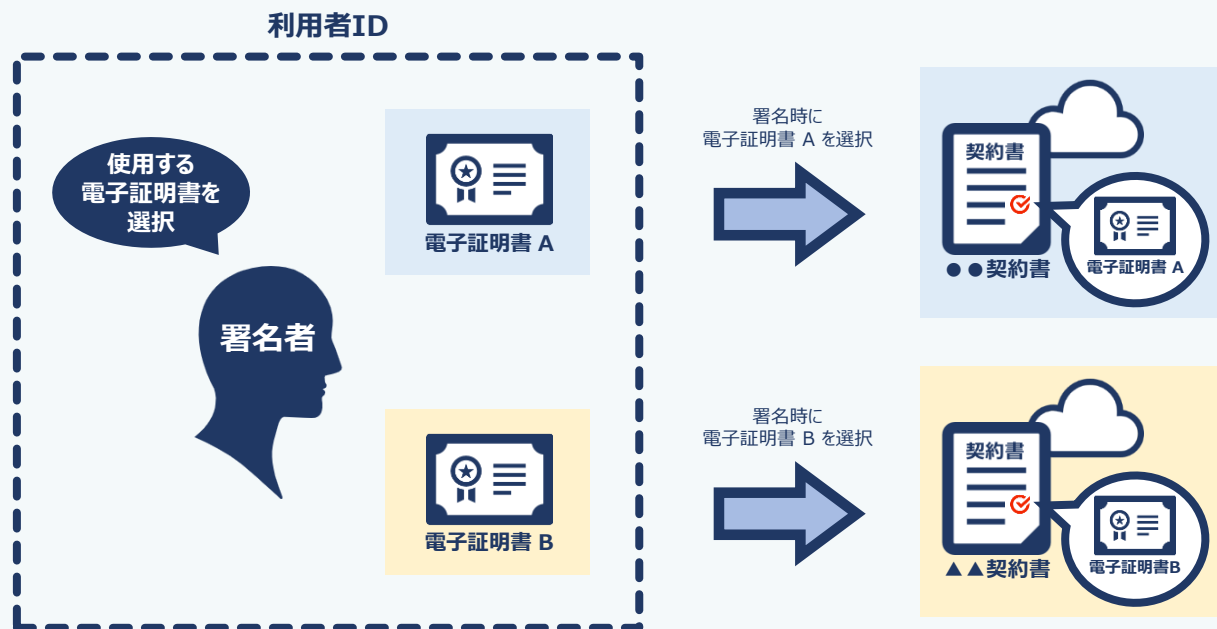 利用者ID
使用する
電子証明書を
選択
署名者
電子証明書 A
署名時に
電子証明書 A を選択
契約書
電子証明書 A
●●契約書
電子証明書 B
署名時に
電子証明書 B を選択
契約書
電子証明書B
▲▲契約書